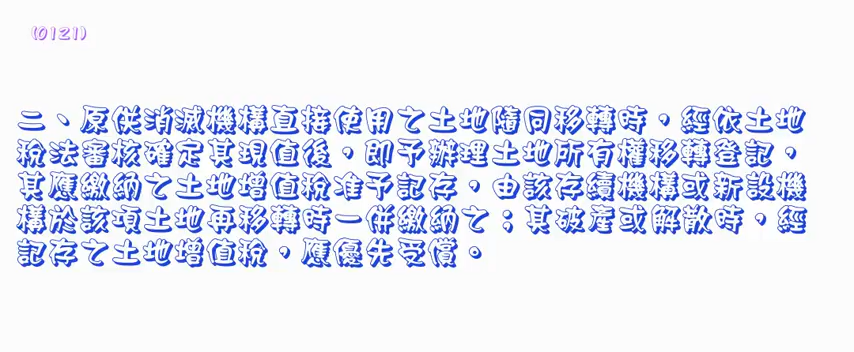 (0121)
二、原供消滅機構直接使用之土地隨同移轉時，經依土地
稅法審核確定其現值後，即予辦理土地所有權移轉登記，
其應繳納之土地增值稅准予記存，由該存續機構或新設機
構於該項土地再移轉時一併繳納之；其破產或解散時，經
記存之土地增值稅，應優先受償。